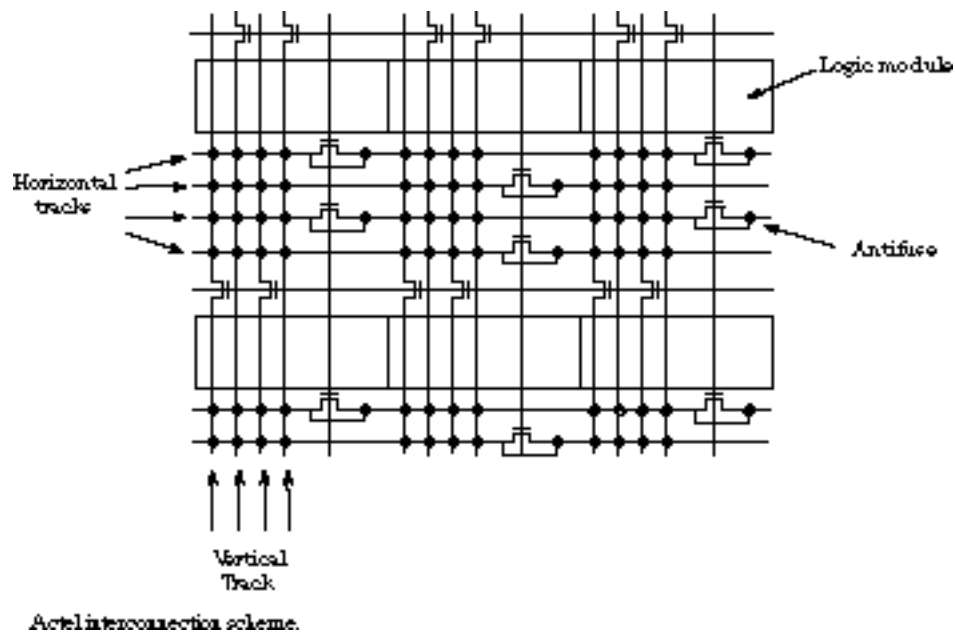 Logic module
Horizontal
tracks
Antifuse
Vertical
Track
Actel interconnection scheme.